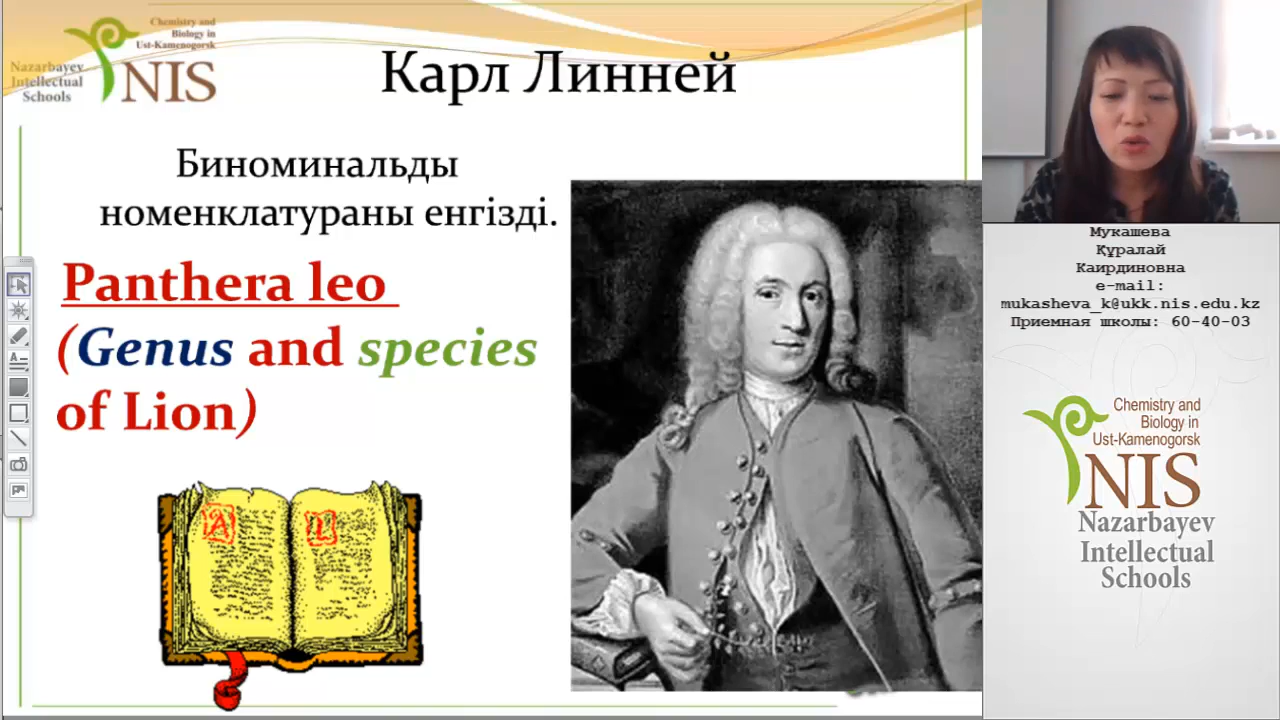 Chemistry and
Biology in
Ust-Kamenogorsk
Nazarbayev
Intellectual
Schools
NIS
Карл Линней
Биноминальды
номенклатураны енгізді.
Panthera leo
(Genus and species
of Lion)
A L
Мукашева
Құралай
Каирдиновна
e-mail:
mukasheva_k@ukk.nis.edu.kz
Приемная школы: 60-40-03
Chemistry and
Biology in
Ust-Kamenogorsk
NIS
Nazarbayev
Intellectual
Schools